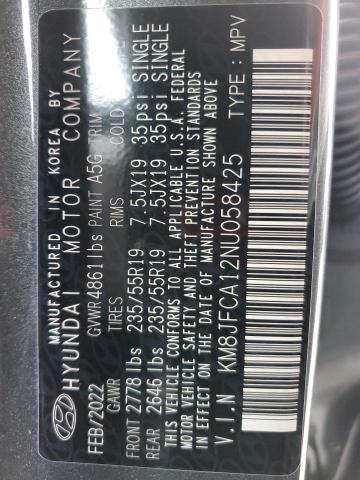 MANUFACTURED IN KOREA BY
HYUNDAI MOTOR COMPANY
FEB/2022 GVWR 4861 lbs PAINT A5G TRIM
GAWR TIRES RIMS COLD
FRONT 2778 lbs 235/55R19 7.5JX19 35psi SINGLE
REAR 2646 lbs 235/55R19 7.5JX19 35psi SINGLE
THIS VEHICLE CONFORMS TO ALL APPLICABLE U.S.A. FEDERAL
MOTOR VEHICLE SAFETY AND THEFT PREVENTION STANDARDS
IN EFFECT ON THE DATE OF MANUFACTURE SHOWN ABOVE
V.I.N KM8JFCA12NU058425 TYPE : MPV